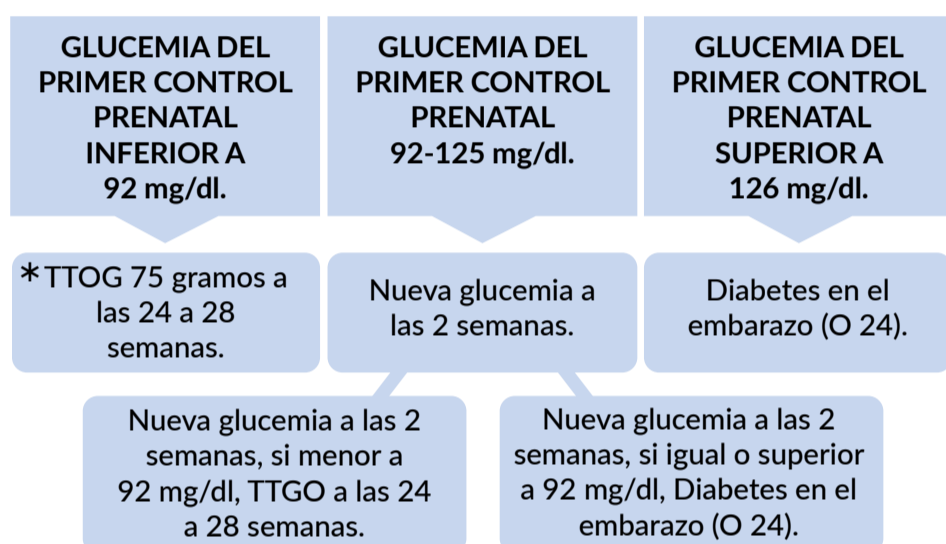 GLUCEMIA DEL
PRIMER CONTROL
PRENATAL
INFERIOR A
92 mg/dl.
GLUCEMIA DEL
PRIMER CONTROL
PRENATAL
92-125 mg/dl.
GLUCEMIA DEL
PRIMER CONTROL
PRENATAL
SUPERIOR A
126 mg/dl.
*TTOG 75 gramos a
las 24 a 28
semanas.
Nueva glucemia a
las 2 semanas.
Diabetes en el
embarazo (O 24).
Nueva glucemia a las 2
semanas, si menor a
92 mg/dl, TTGO a las 24
a 28 semanas.
Nueva glucemia a las 2
semanas, si igual o superior
a 92 mg/dl, Diabetes en el
embarazo (O 24).